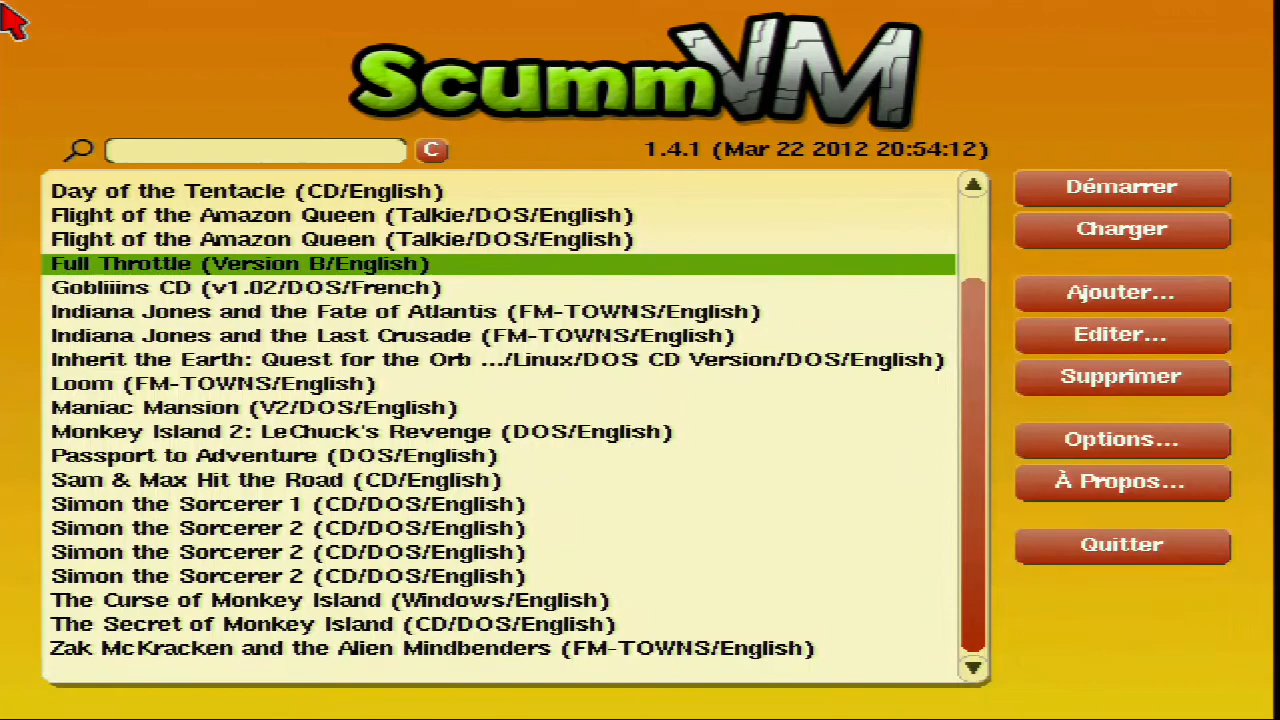 ScummVM
C
1.4.1 (Mar 22 2012 20:54:12)
Day of the Tentacle (CD/English)
Flight of the Amazon Queen (Talkie/DOS/English)
Flight of the Amazon Queen (Talkie/DOS/English)
Full Throttle (Version B/English)
Gobliiins CD (v1.02/DOS/French)
Indiana Jones and the Fate of Atlantis (FM-TOWNS/English)
Indiana Jones and the Last Crusade (FM-TOWNS/English)
Inherit the Earth: Quest for the Orb .../Linux/DOS CD Version/DOS/English)
Loom (FM-TOWNS/English)
Maniac Mansion (V2/DOS/English)
Monkey Island 2: LeChuck's Revenge (DOS/English)
Passport to Adventure (DOS/English)
Sam & Max Hit the Road (CD/English)
Simon the Sorcerer 1 (CD/DOS/English)
Simon the Sorcerer 2 (CD/DOS/English)
Simon the Sorcerer 2 (CD/DOS/English)
Simon the Sorcerer 2 (CD/DOS/English)
The Curse of Monkey Island (Windows/English)
The Secret of Monkey Island (CD/DOS/English)
Zak McKracken and the Alien Mindbenders (FM-TOWNS/English)
Démarrer
Charger
Ajouter...
Editer...
Supprimer
Options...
À Propos...
Quitter